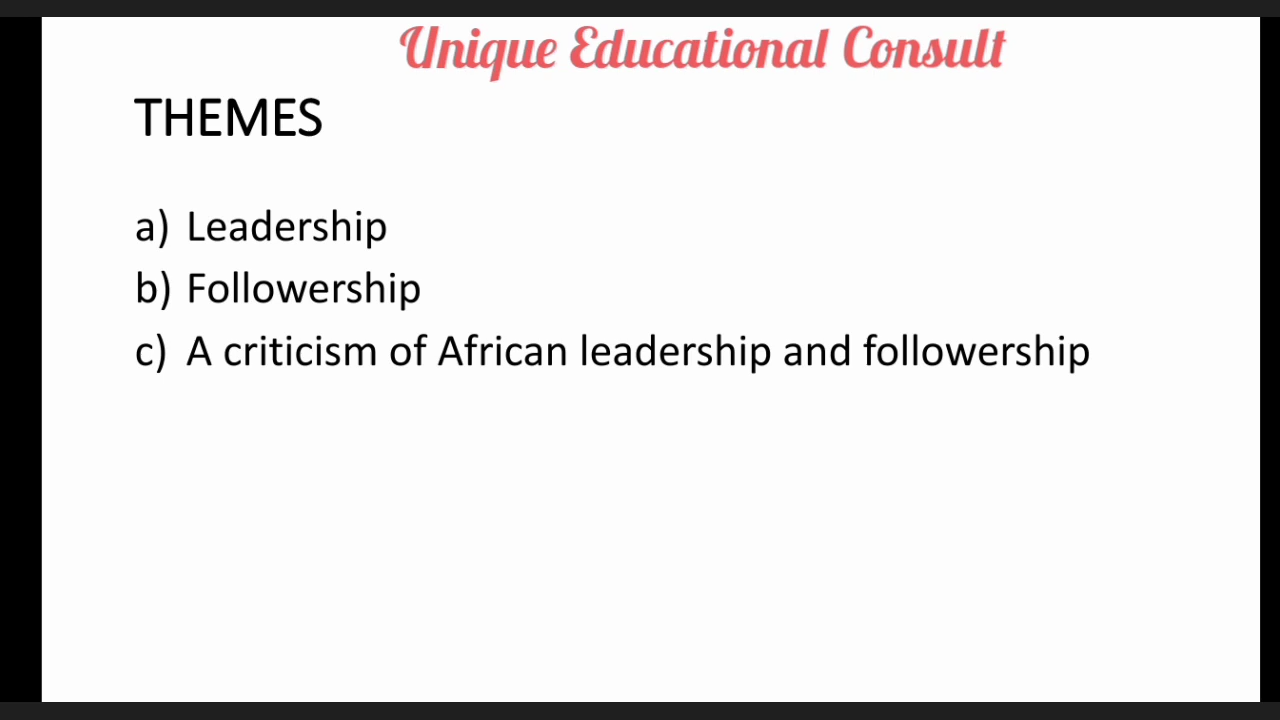 Unique Educational Consult
THEMES
a) Leadership
b) Followership
c) A criticism of African leadership and followership